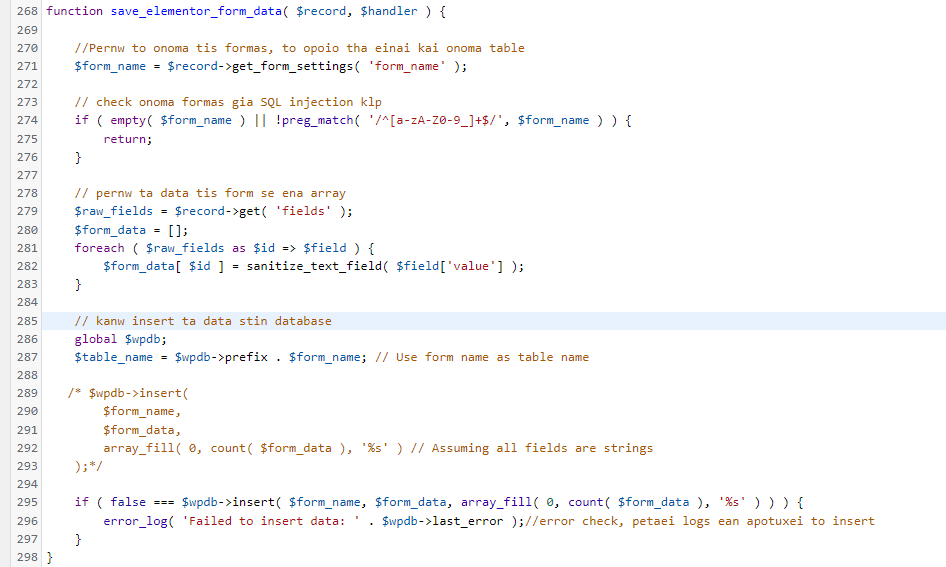 268 function save_elementor_form_data( $record, $handler ) {
269
270 //Pernw to onoma tis formas, to opoio tha einai kai onoma table
271 $form_name = $record->get_form_settings( 'form_name' );
272
273 // check onoma formas gia SQL injection klp
274 if ( empty( $form_name ) || !preg_match( '/^[a-zA-Z0-9_]+$/', $form_name ) ) {
275 return;
276 }
277
278 // pernw ta data tis form se ena array
279 $raw_fields = $record->get( 'fields' );
280 $form_data = [];
281 foreach ( $raw_fields as $id => $field ) {
282 $form_data[ $id ] = sanitize_text_field( $field['value'] );
283 }
284
285 // kanw insert ta data stin database
286 global $wpdb;
287 $table_name = $wpdb->prefix . $form_name; // Use form name as table name
288
289 /* $wpdb->insert(
290 $form_name,
291 $form_data,
292 array_fill( 0, count( $form_data ), '%s' ) // Assuming all fields are strings
293 );*/
294
295 if ( false === $wpdb->insert( $form_name, $form_data, array_fill( 0, count( $form_data ), '%s' ) ) ) {
296 error_log( 'Failed to insert data: ' . $wpdb->last_error );//error check, petaei logs ean apotuxei to insert
297 }
298 }